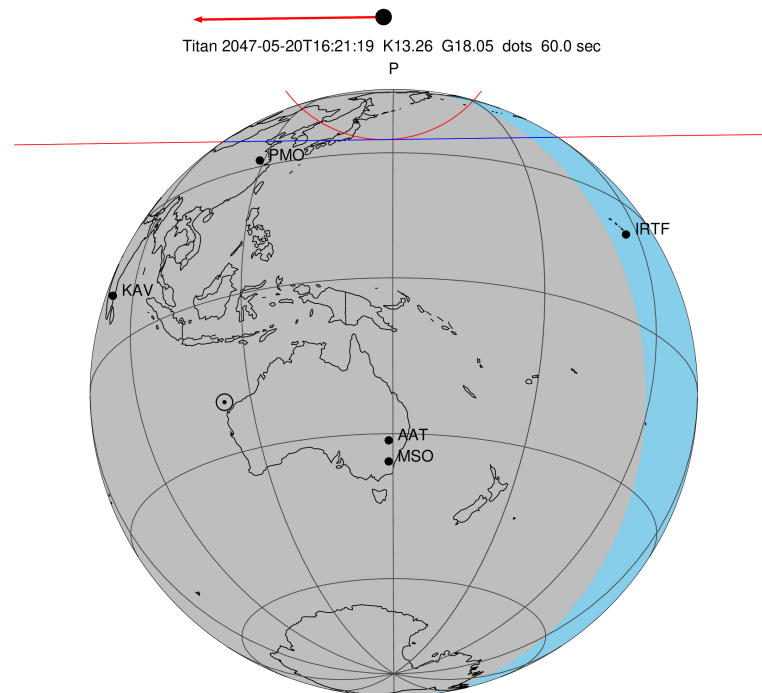 Titan 2047-05-20T16:21:19  K13.26  G18.05  dots  60.0 sec
P
PMO
IRTF
KAV
AAT
MSO